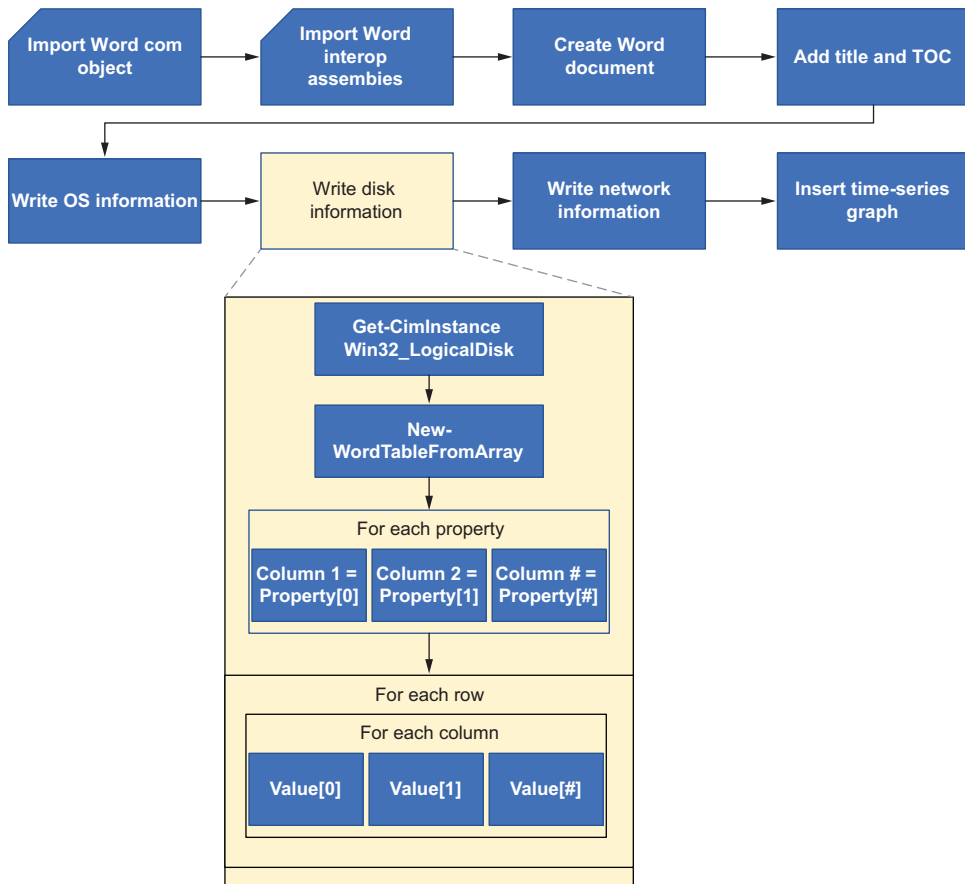 Import Word com
object
Import Word
interop
assembies
Create Word
document
Add title and TOC
Write OS information
Write disk
information
Write network
information
Insert time-series
graph
Get-CimInstance
Win32_LogicalDisk
New-
WordTableFromArray
For each property
Column 1 =
Property[0]
Column 2 =
Property[1]
Column # =
Property[#]
For each row
For each column
Value[0]
Value[1]
Value[#]